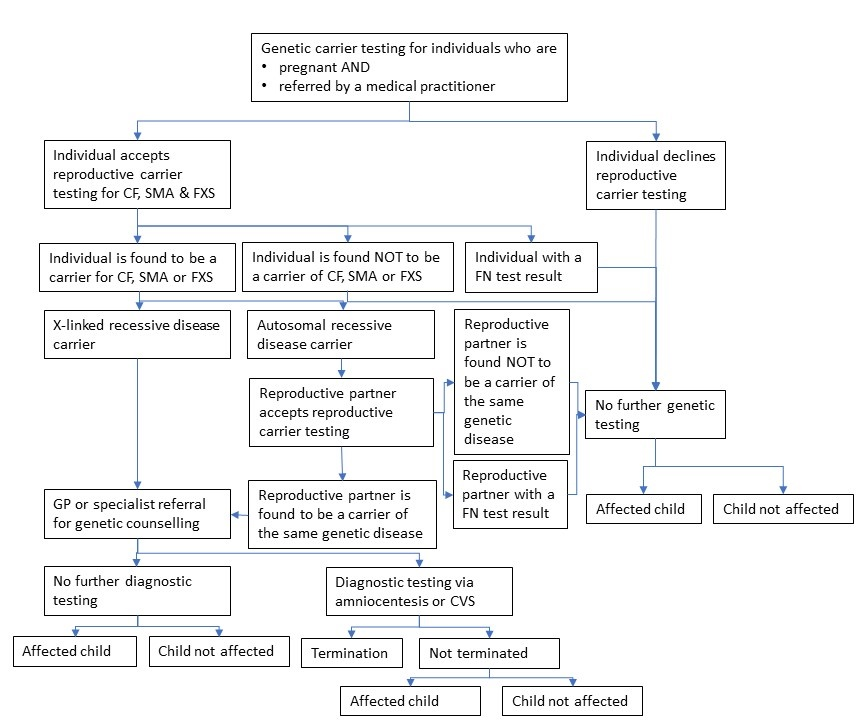 Genetic carrier testing for individuals who are
• pregnant AND
• referred by a medical practitioner
Individual accepts
reproductive carrier
testing for CF, SMA & FXS
Individual declines
reproductive
carrier testing
Individual is found to be a
carrier for CF, SMA or FXS
Individual is found NOT to be
a carrier of CF, SMA or FXS
Individual with a
FN test result
X-linked recessive disease
carrier
Autosomal recessive
disease carrier
Reproductive
partner is
found NOT to
be a carrier of
the same
genetic
disease
Reproductive partner
accepts reproductive
carrier testing
No further genetic
testing
Reproductive
partner with a
FN test result
GP or specialist referral
for genetic counselling
Reproductive partner is
found to be a carrier of
the same genetic disease
Affected child
Child not affected
No further diagnostic
testing
Diagnostic testing via
amniocentesis or CVS
Affected child
Child not affected
Termination
Not terminated
Affected child
Child not affected